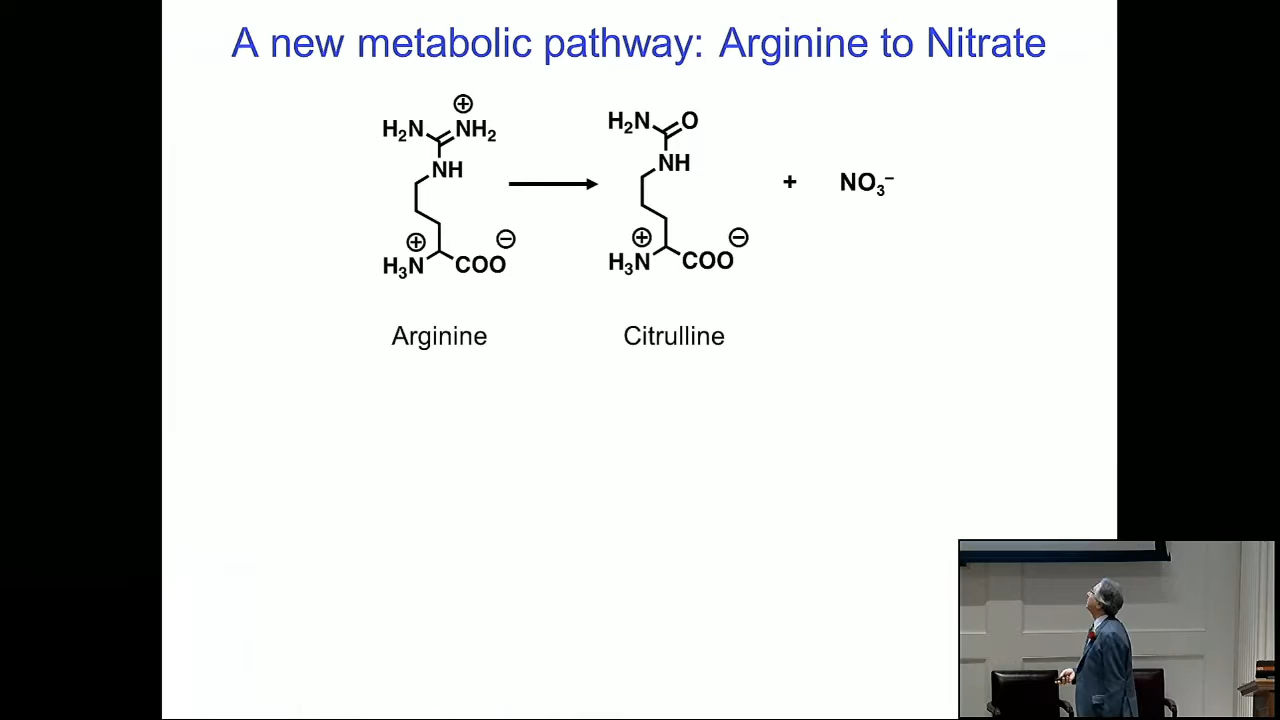 A new metabolic pathway: Arginine to Nitrate
⊕
H₂N NH₂ H₂N O
NH NH + NO₃⁻
⊕ ⊖ ⊕ ⊖
H₃N COO H₃N COO
Arginine Citrulline